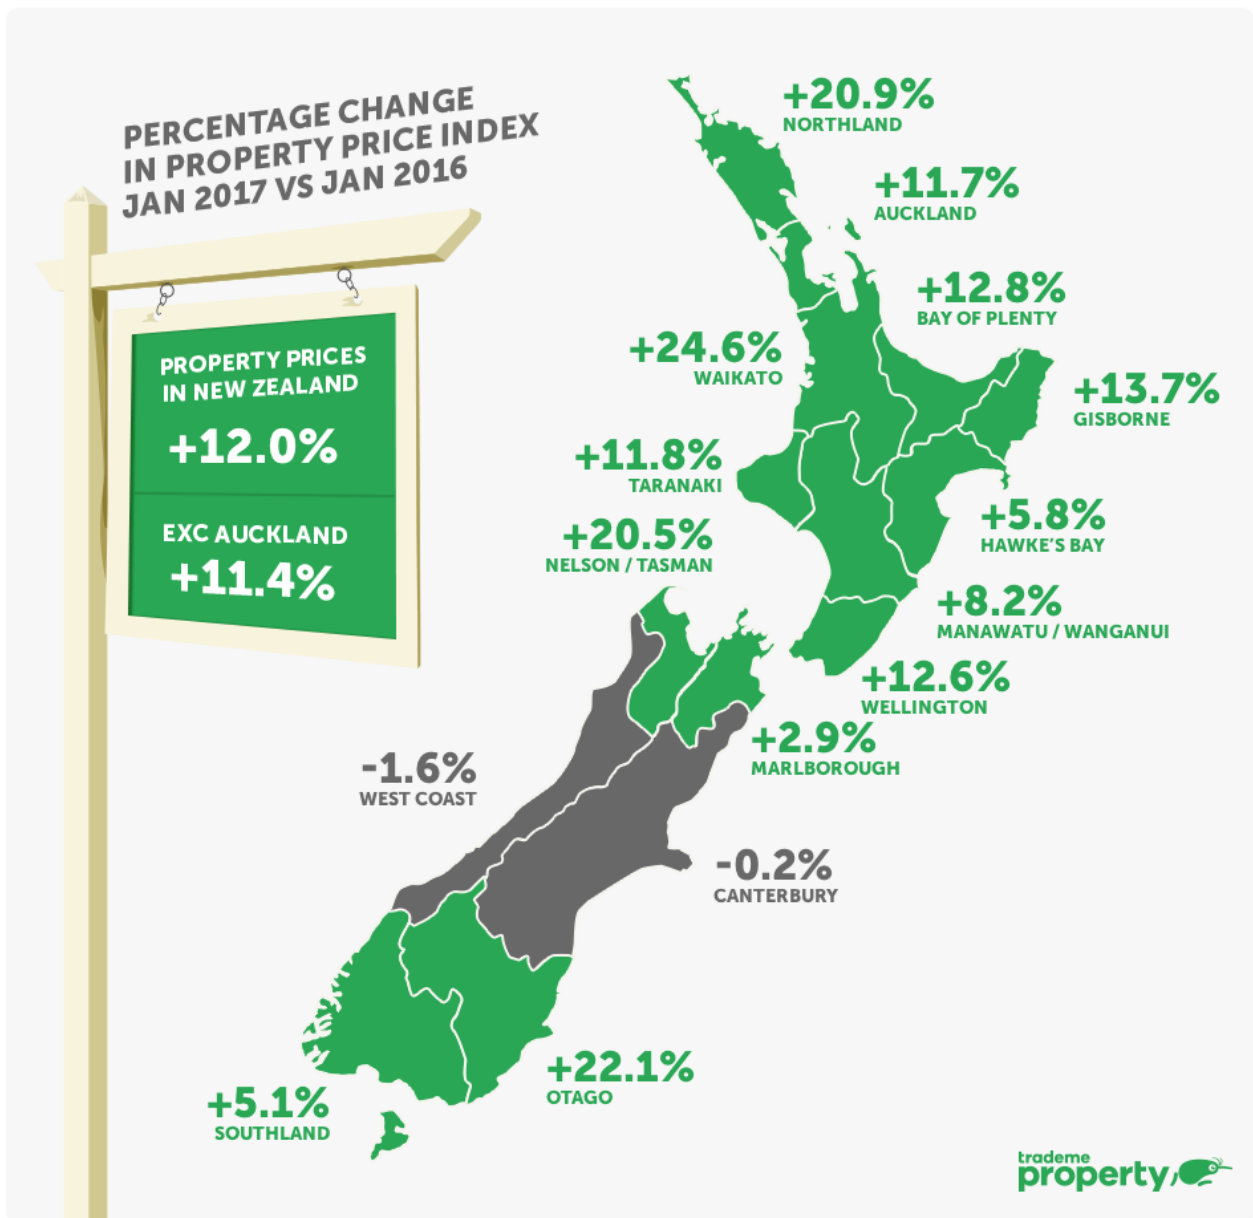 PERCENTAGE CHANGE
IN PROPERTY PRICE INDEX
JAN 2017 VS JAN 2016
PROPERTY PRICES
IN NEW ZEALAND
+12.0%
EXC AUCKLAND
+11.4%
+20.9%
NORTHLAND
+11.7%
AUCKLAND
+12.8%
BAY OF PLENTY
+24.6%
WAIKATO
+13.7%
GISBORNE
+11.8%
TARANAKI
+5.8%
HAWKE'S BAY
+20.5%
NELSON / TASMAN
+8.2%
MANAWATU / WANGANUI
+12.6%
WELLINGTON
+2.9%
MARLBOROUGH
-1.6%
WEST COAST
-0.2%
CANTERBURY
+22.1%
OTAGO
+5.1%
SOUTHLAND
trademe
property